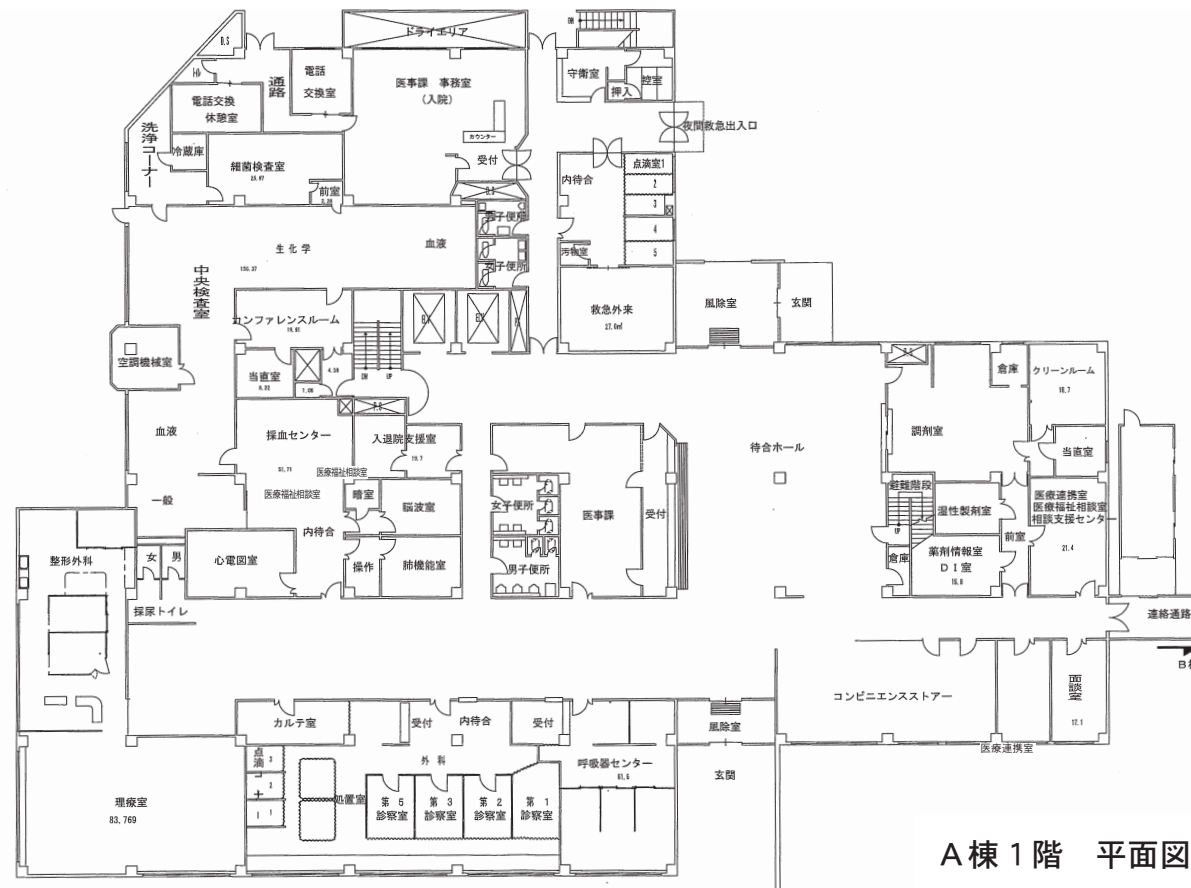 ドライエリア
DN
D.S
通路
電話
交換室
医事課 事務室
（入院）
守衛室
押入
控室
電話交換
休憩室
カウンター
夜間救急出入口
洗浄コーナー
冷蔵庫
細菌検査室
受付
内待合
点滴室1
2
3
4
5
前室
男子便所
生化学
血液
女子便所
汚物室
中央検査室
救急外来
27.0㎡
風除室
玄関
カンファレンスルーム
空調機械室
当直室
DN
UP
P.S
倉庫
クリーンルーム
18.7
血液
採血センター
入退院支援室
19.7
待合ホール
調剤室
当直室
医療福祉相談室
一般
医療福祉相談室
暗室
脳波室
女子便所
医事課
受付
避難階段
UP
湿性製剤室
医療連携室
医療福祉相談室
相談支援センター
21.4
整形外科
女
男
心電図室
内待合
操作
肺機能室
男子便所
倉庫
薬剤情報室
DI室
前室
採尿トイレ
連絡通路
コンビニエンスストアー
面談室
12.1
カルテ室
受付
内待合
受付
風除室
医療連携室
点滴
3
2
1
外科
呼吸器センター
玄関
理療室
83,769
処置室
第5
診察室
第3
診察室
第2
診察室
第1
診察室
A棟1階 平面図